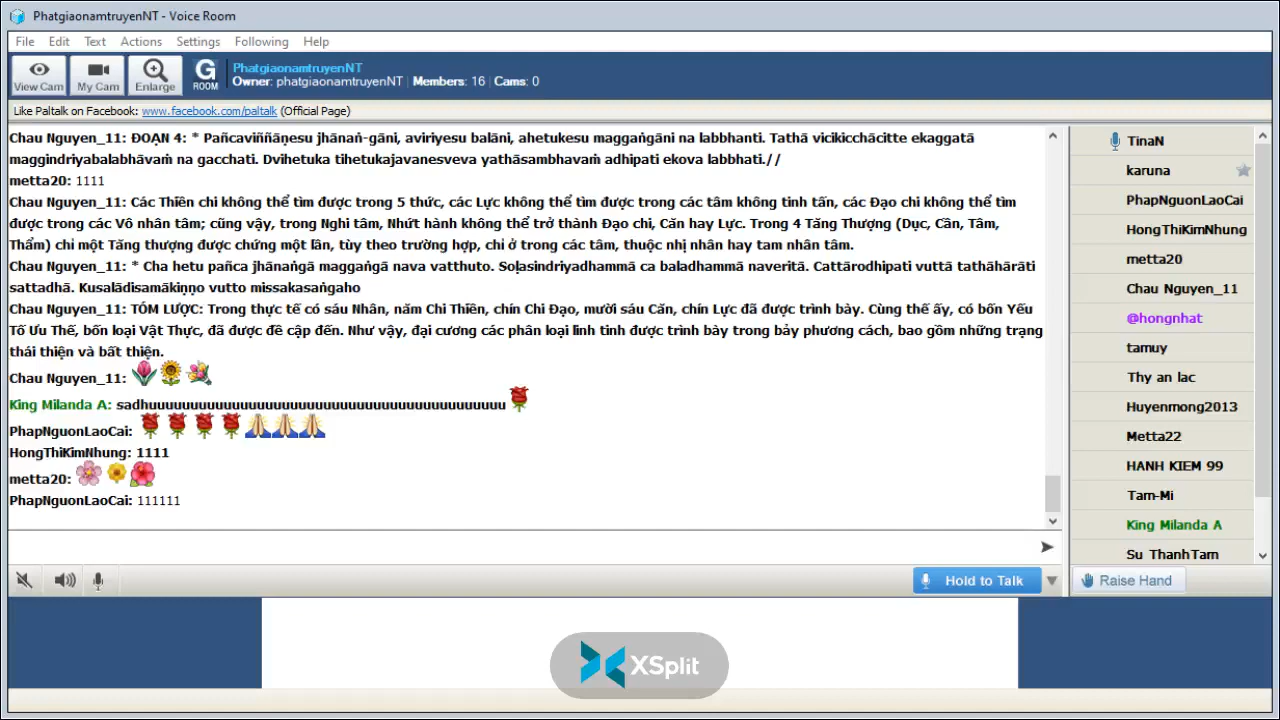 PhatgiaonamtruyenNT - Voice Room
File Edit Text Actions Settings Following Help
View Cam My Cam Enlarge G ROOM
PhatgiaonamtruyenNT
Owner: phatgiaonamtruyenNT | Members: 16 | Cams: 0
Like Paltalk on Facebook: www.facebook.com/paltalk (Official Page)
Chau Nguyen_11: ĐOẠN 4: * Pañcaviññāṇesu jhānaṅ-gāni, aviriyesu balāni, ahetukesu maggaṅgāni na labbhanti. Tathā vicikicchācitte ekaggatā
maggindriyabalabhāvaṁ na gacchati. Dvihetuka tihetukajavanesveva yathāsambhavaṁ adhipati ekova labbhati.//
metta20: 1111
Chau Nguyen_11: Các Thiền chi không thể tìm được trong 5 thức, các Lực không thể tìm được trong các tâm không tinh tấn, các Đạo chi không thể tìm
được trong các Vô nhân tâm; cũng vậy, trong Nghi tâm, Nhứt hành không thể trở thành Đạo chi, Căn hay Lực. Trong 4 Tăng Thượng (Dục, Cần, Tâm,
Thẩm) chỉ một Tăng thượng được chứng một lần, tùy theo trường hợp, chỉ ở trong các tâm, thuộc nhị nhân hay tam nhân tâm.
Chau Nguyen_11: * Cha hetu pañca jhānaṅgā maggaṅgā nava vatthuto. Soḷasindriyadhammā ca baladhammā naveritā. Cattārodhipati vuttā tathāhārāti
sattadhā. Kusalādisamākiṇṇo vutto missakasaṅgaho
Chau Nguyen_11: TÓM LƯỢC: Trong thực tế có sáu Nhân, năm Chi Thiền, chín Chi Đạo, mười sáu Căn, chín Lực đã được trình bày. Cùng thế ấy, có bốn Yếu
Tố Ưu Thế, bốn loại Vật Thực, đã được đề cập đến. Như vậy, đại cương các phân loại linh tinh được trình bày trong bảy phương cách, bao gồm những trạng
thái thiện và bất thiện.
Chau Nguyen_11:
King Milanda A: sadhuuuuuuuuuuuuuuuuuuuuuuuuuuuuuuuuuuuuuuuu
PhapNguonLaoCai:
HongThiKimNhung: 1111
metta20:
PhapNguonLaoCai: 111111
TinaN
karuna
PhapNguonLaoCai
HongThiKimNhung
metta20
Chau Nguyen_11
@hongnhat
tamuy
Thy an lac
Huyenmong2013
Metta22
HANH KIEM 99
Tam-Mi
King Milanda A
Su ThanhTam
Hold to Talk
Raise Hand
XSplit